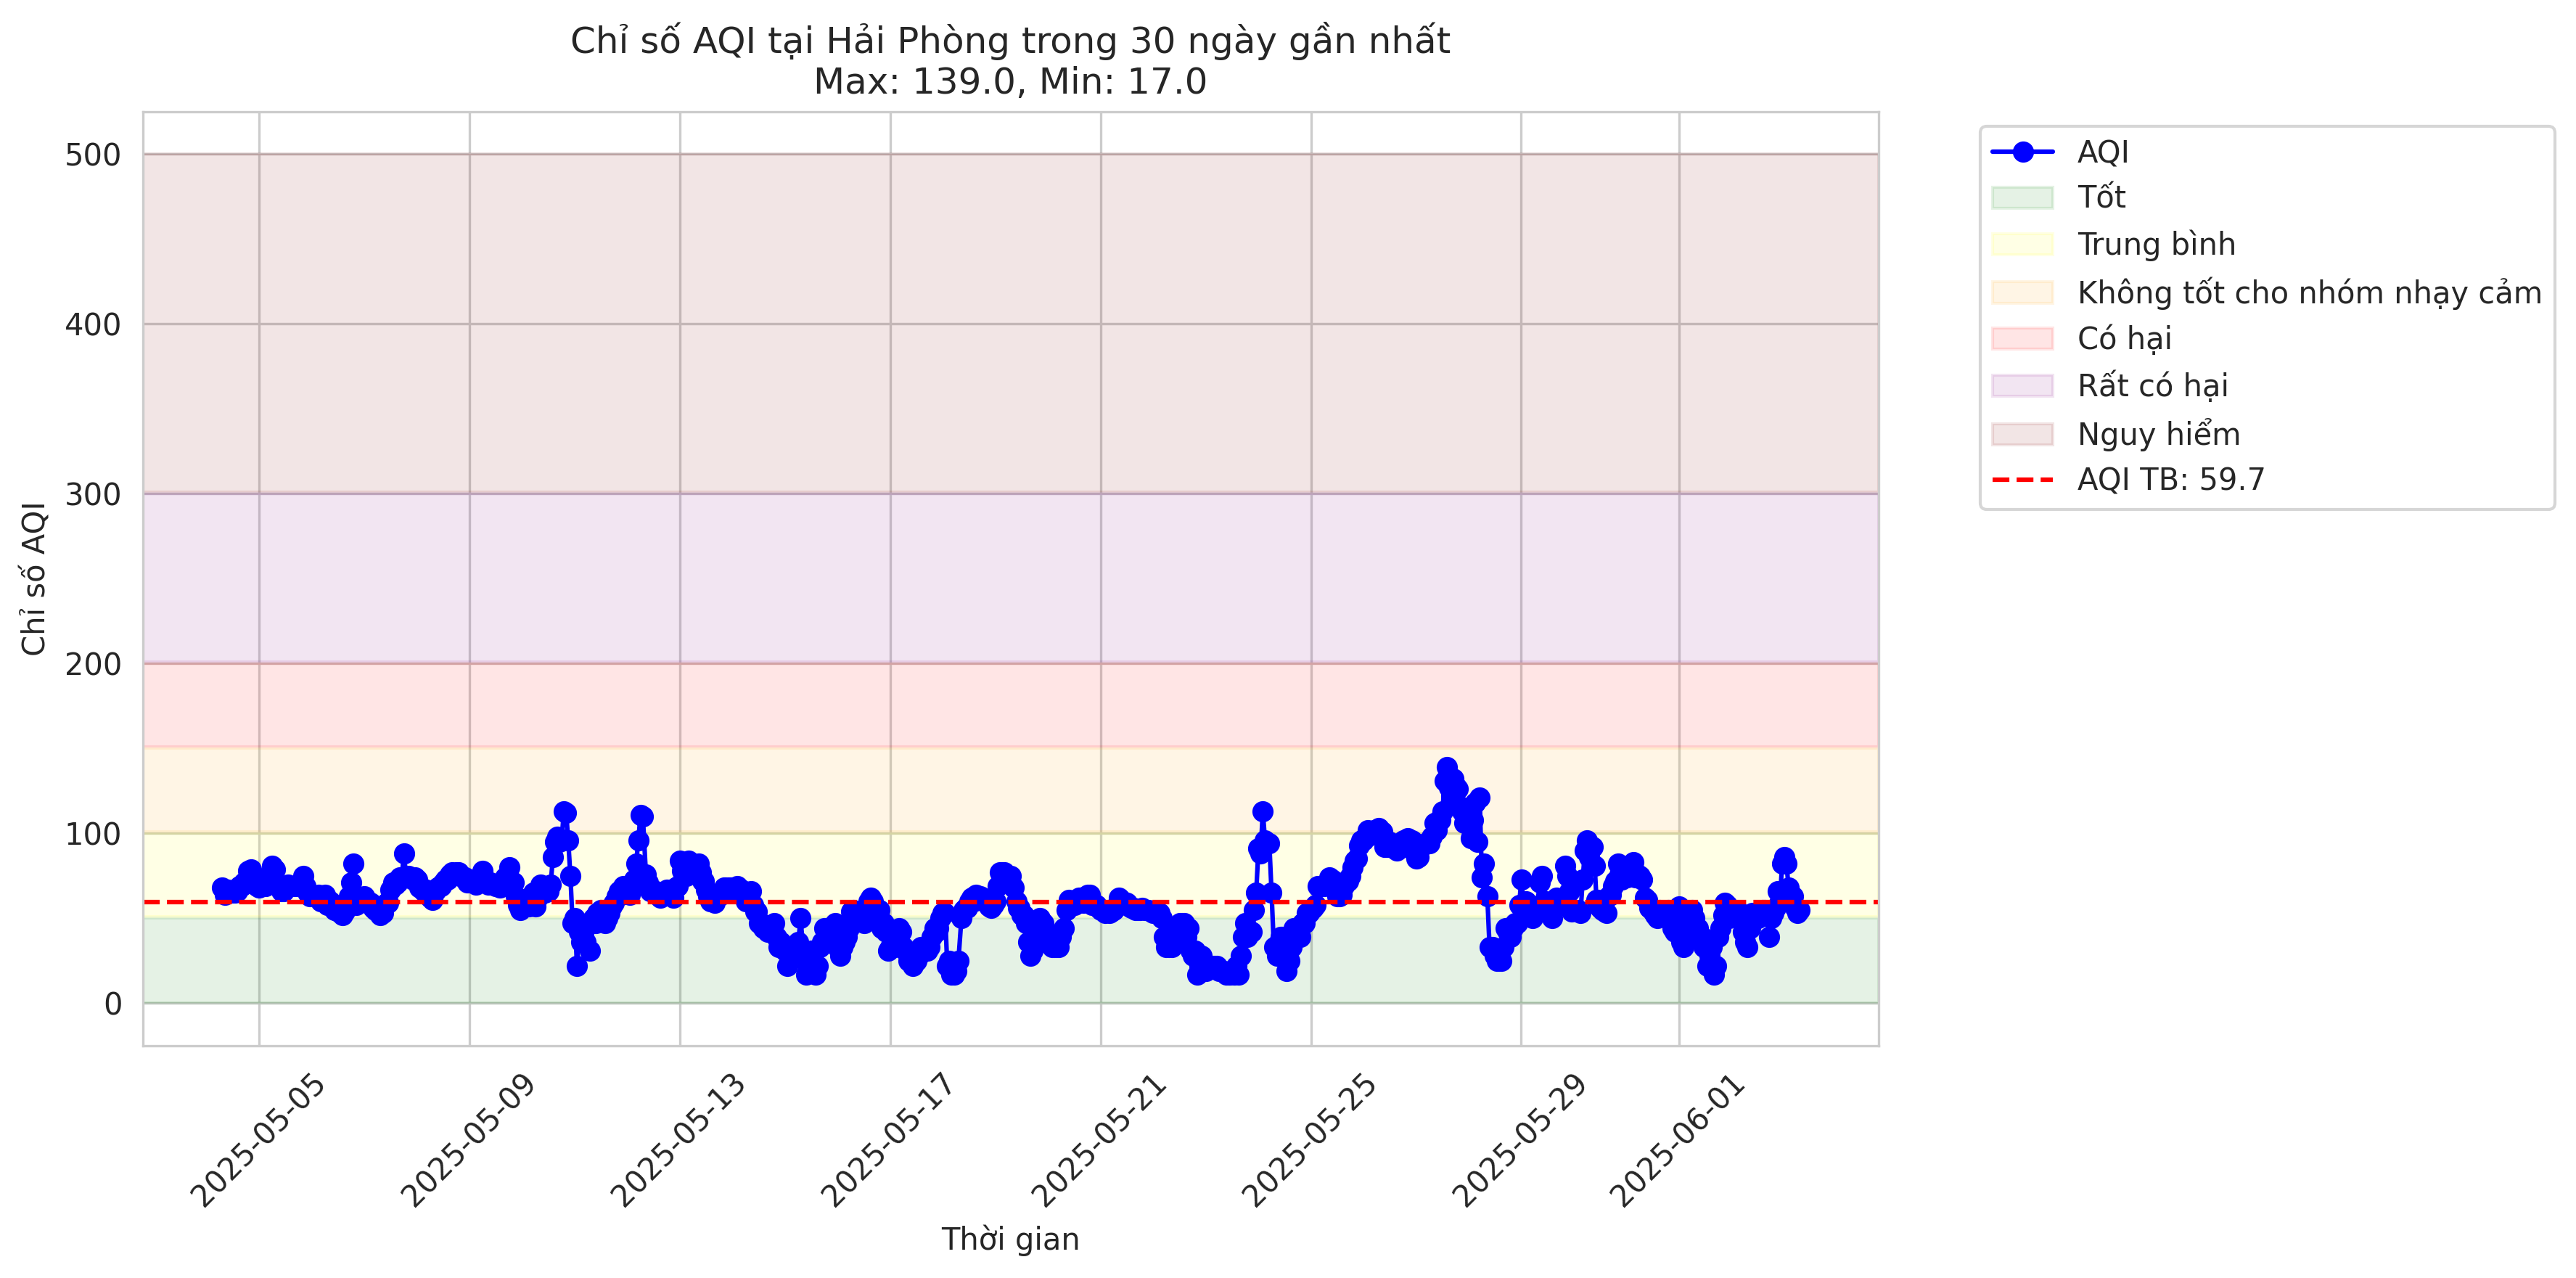 Chỉ số AQI tại Hải Phòng trong 30 ngày gần nhất
Max: 139.0, Min: 17.0
Chỉ số AQI
500
400
300
200
100
0
2025-05-05
2025-05-09
2025-05-13
2025-05-17
2025-05-21
2025-05-25
2025-05-29
2025-06-01
Thời gian
AQI
Tốt
Trung bình
Không tốt cho nhóm nhạy cảm
Có hại
Rất có hại
Nguy hiểm
AQI TB: 59.7